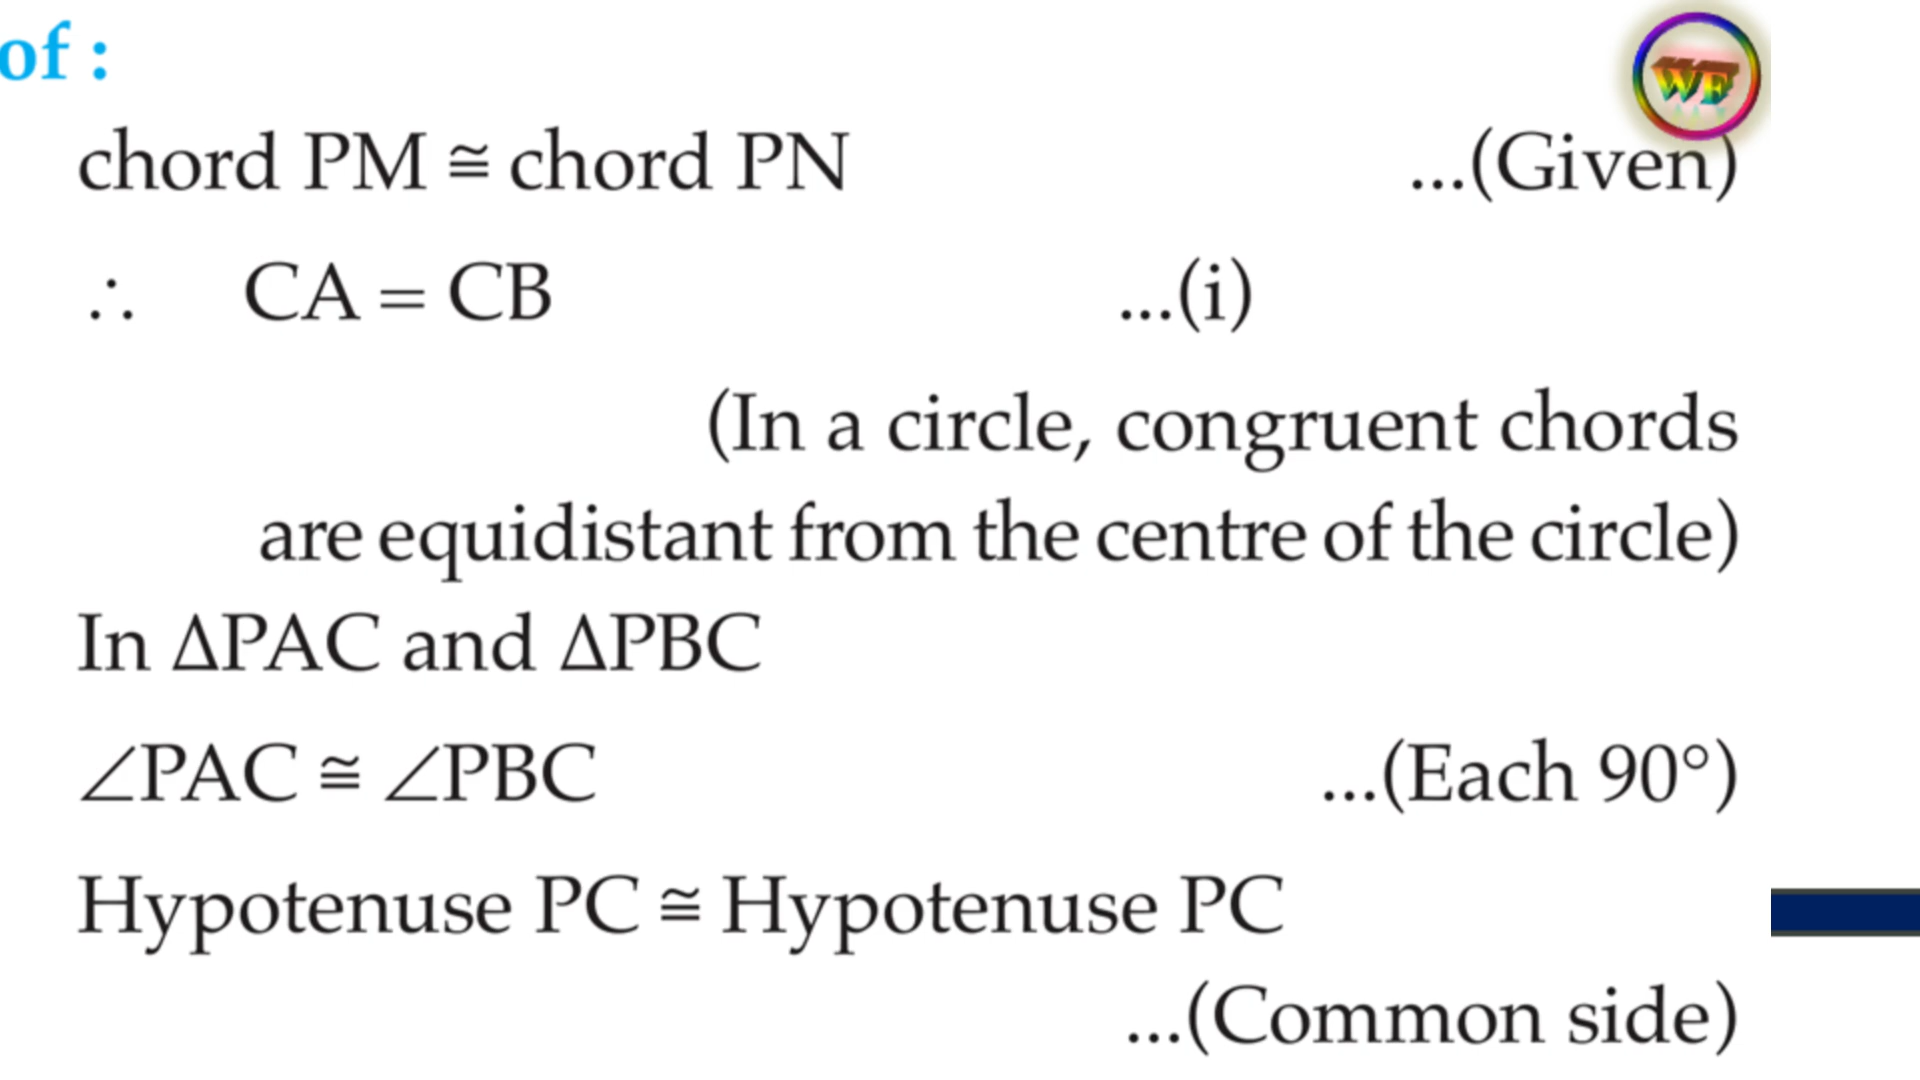 of :
WF
chord PM ≅ chord PN ...(Given)
∴ CA = CB ...(i)
(In a circle, congruent chords
are equidistant from the centre of the circle)
In ΔPAC and ΔPBC
∠PAC ≅ ∠PBC ...(Each 90°)
Hypotenuse PC ≅ Hypotenuse PC
...(Common side)